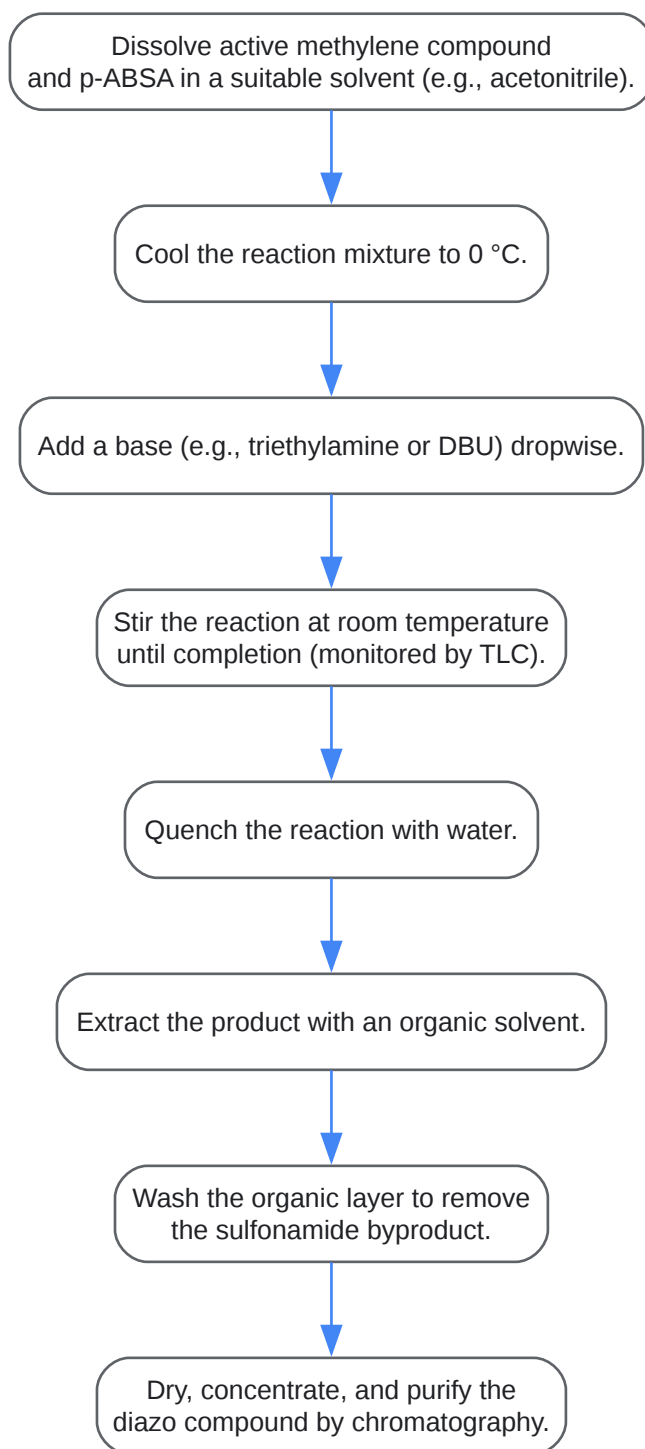 Dissolve active methylene compound
and p-ABSA in a suitable solvent (e.g., acetonitrile).
Cool the reaction mixture to 0 °C.
Add a base (e.g., triethylamine or DBU) dropwise.
Stir the reaction at room temperature
until completion (monitored by TLC).
Quench the reaction with water.
Extract the product with an organic solvent.
Wash the organic layer to remove
the sulfonamide byproduct.
Dry, concentrate, and purify the
diazo compound by chromatography.